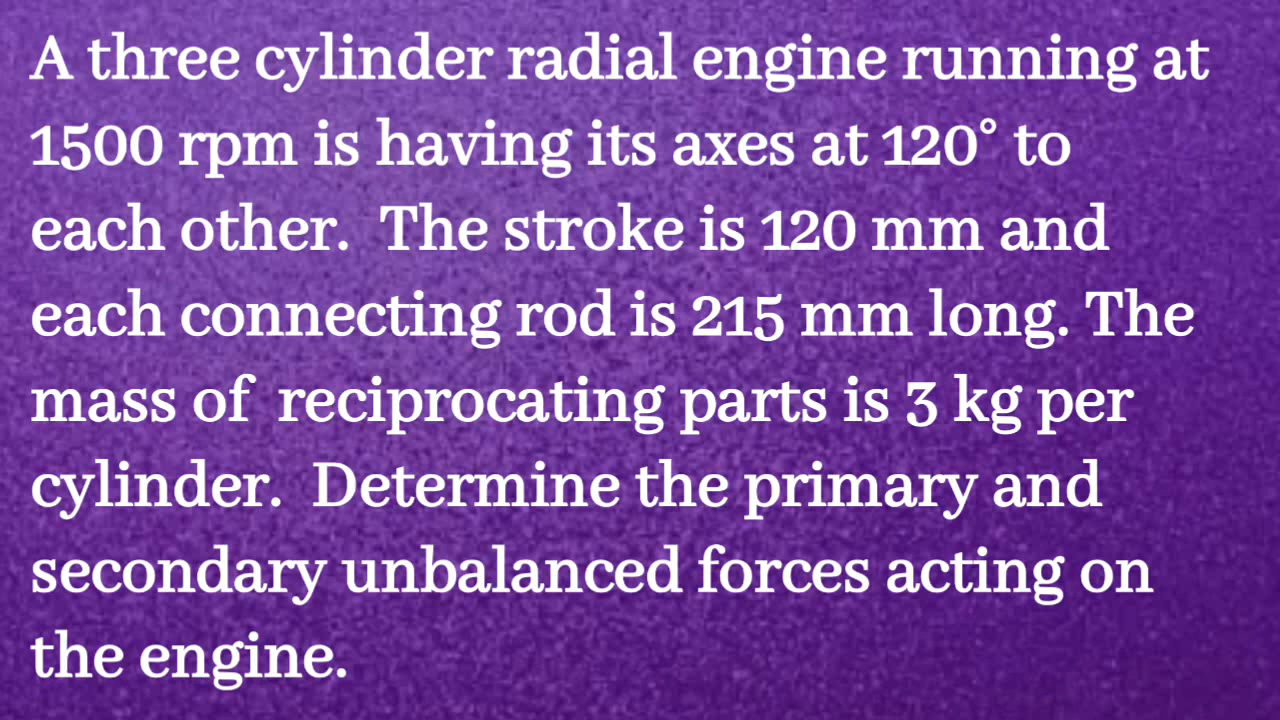 A three cylinder radial engine running at
1500 rpm is having its axes at 120° to
each other.  The stroke is 120 mm and
each connecting rod is 215 mm long. The
mass of  reciprocating parts is 3 kg per
cylinder.  Determine the primary and
secondary unbalanced forces acting on
the engine.